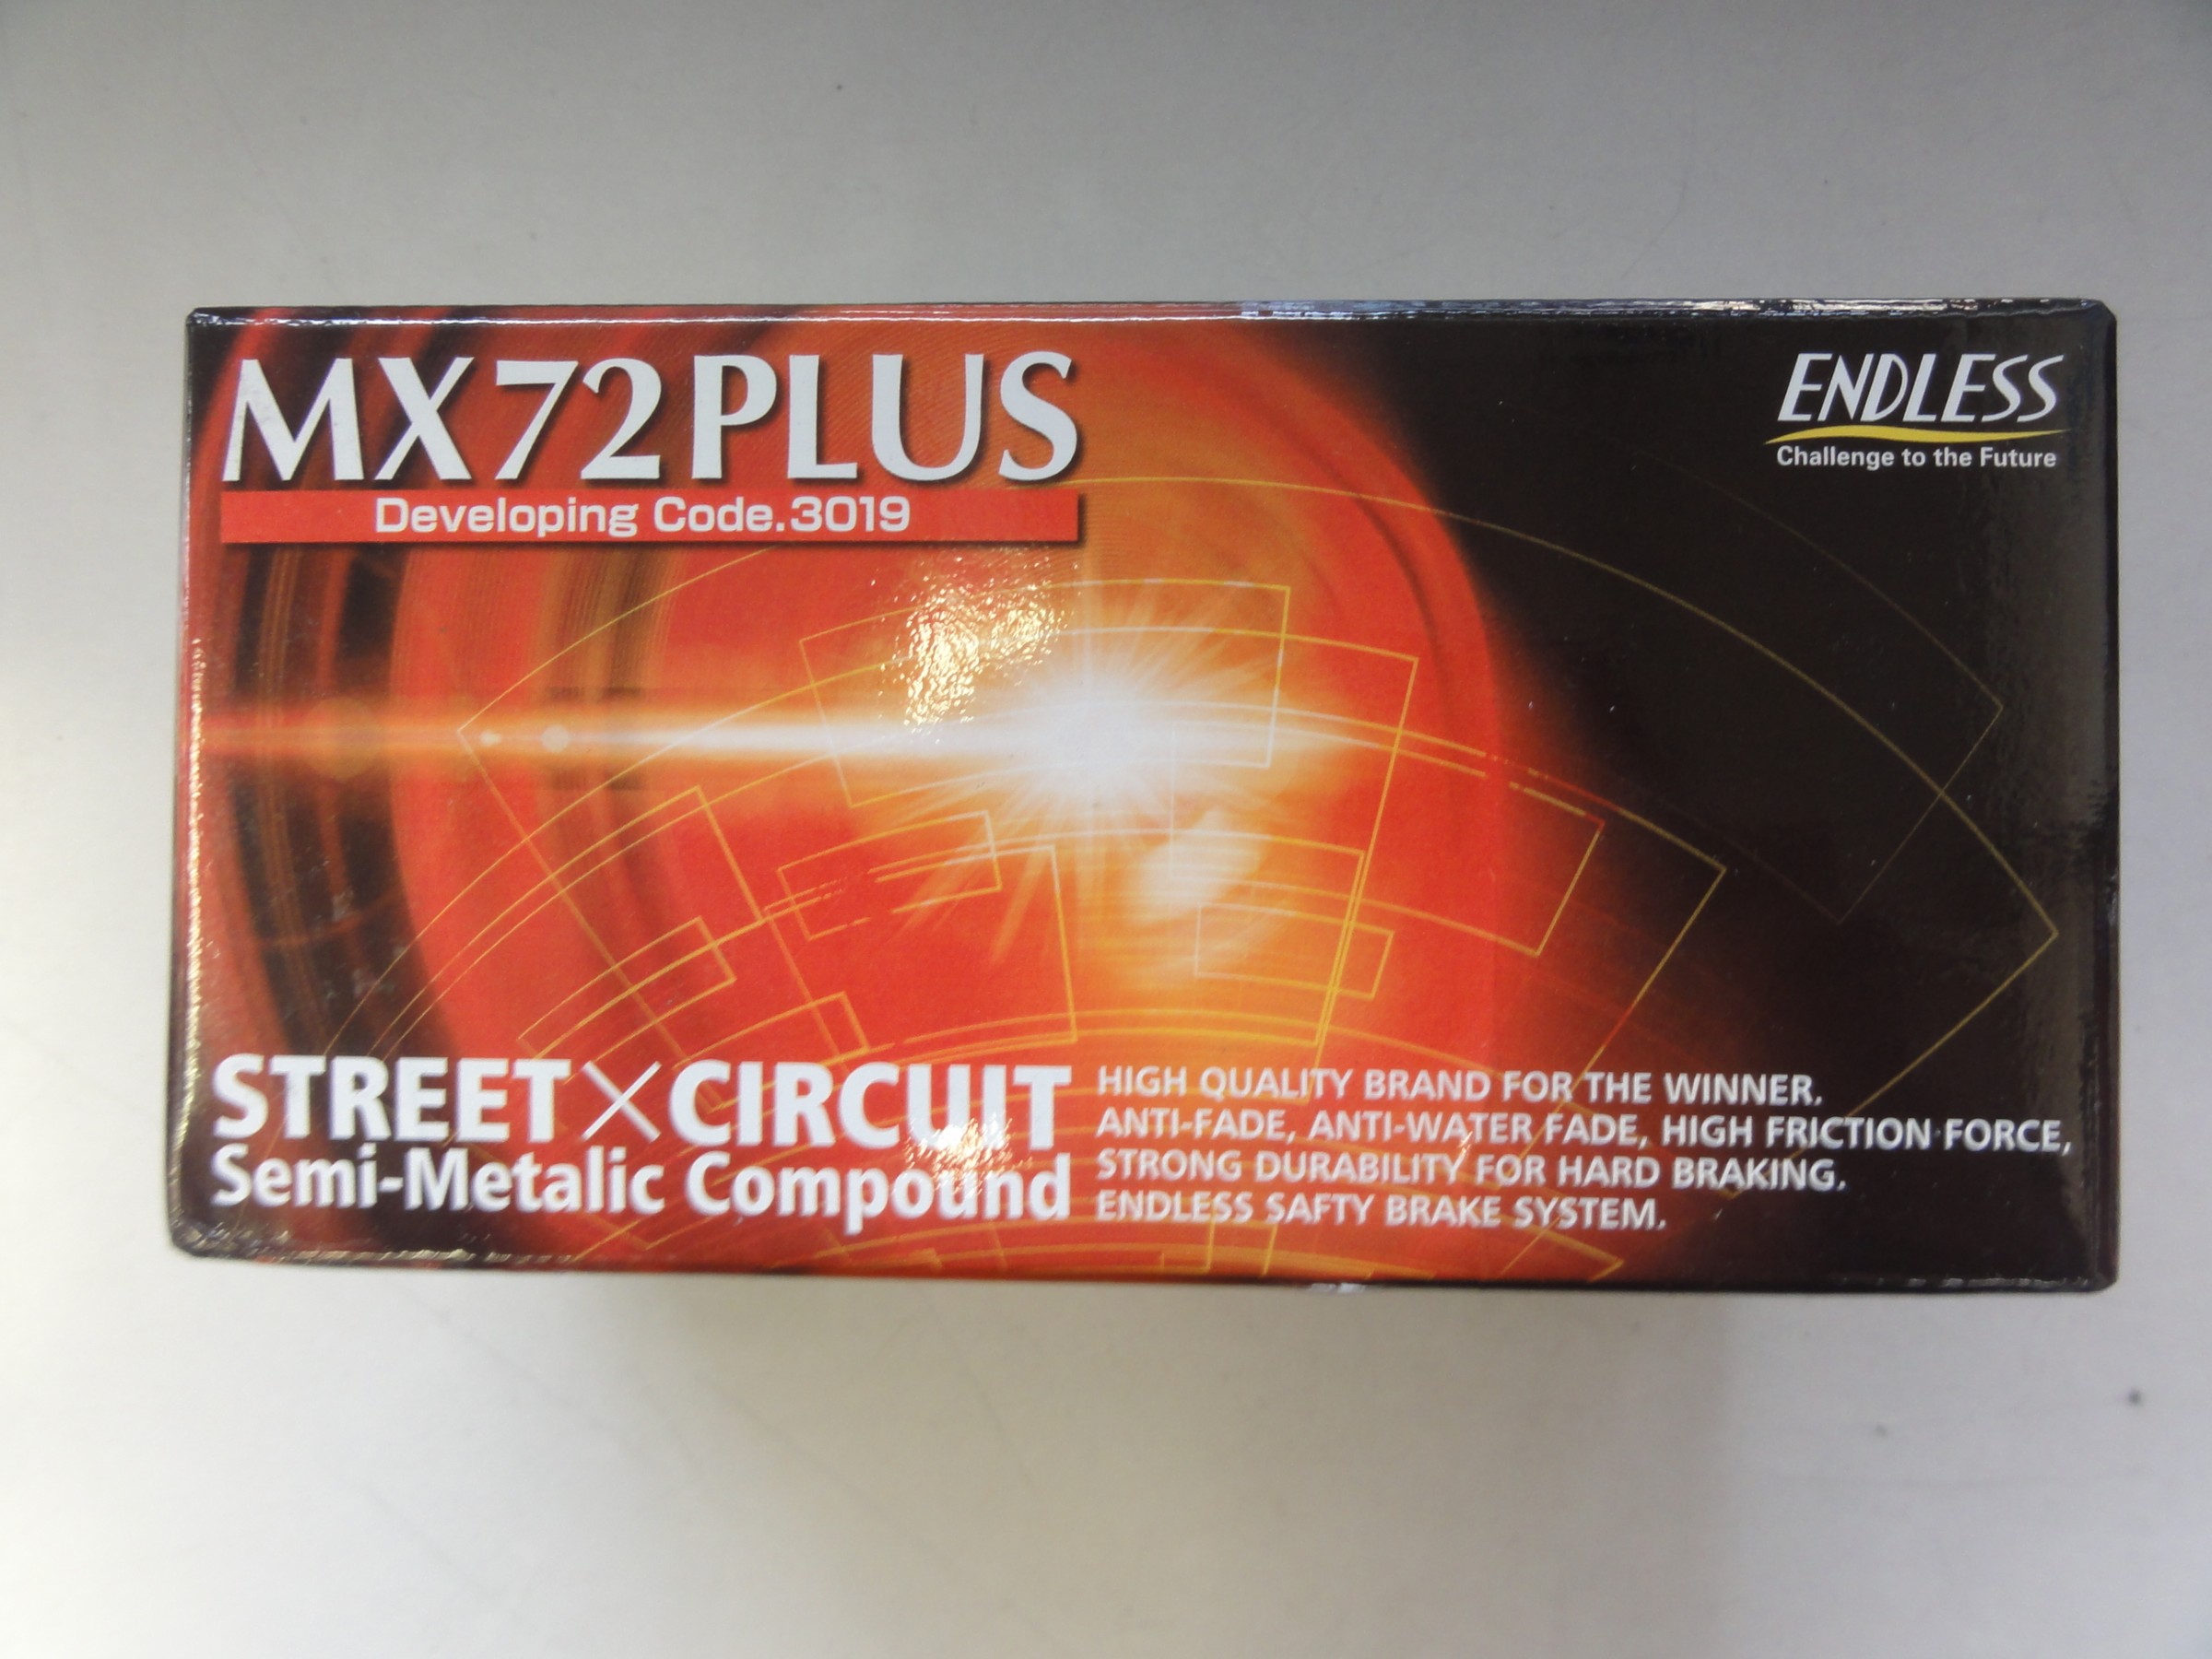 MX72PLUS
Developing Code.3019
ENDLESS
Challenge to the Future
STREET×CIRCUIT
Semi-Metalic Compound
HIGH QUALITY BRAND FOR THE WINNER.
ANTI-FADE, ANTI-WATER FADE, HIGH FRICTION FORCE,
STRONG DURABILITY FOR HARD BRAKING.
ENDLESS SAFTY BRAKE SYSTEM.